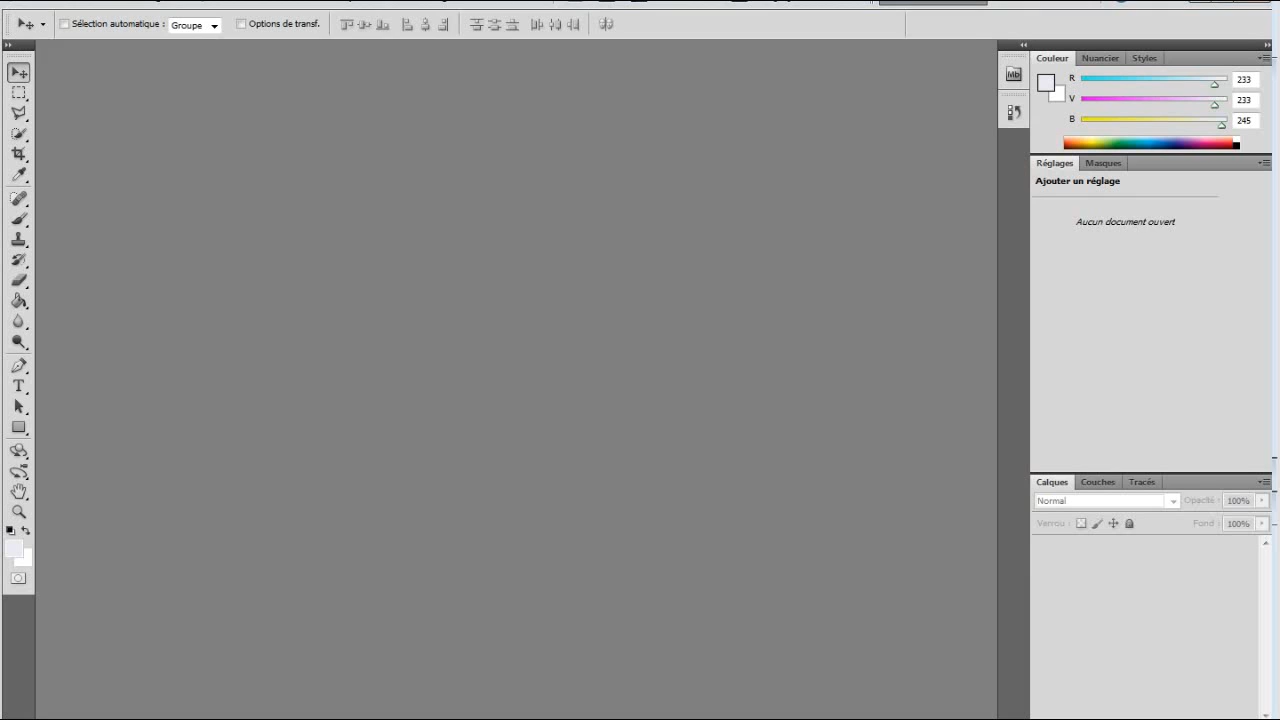 Sélection automatique : Groupe Options de transf.
Mb
Couleur Nuancier Styles
R 233
V 233
B 245
Réglages Masques
Ajouter un réglage
Aucun document ouvert
T
Calques Couches Tracés
Normal Opacité : 100%
Verrou : Fond : 100%